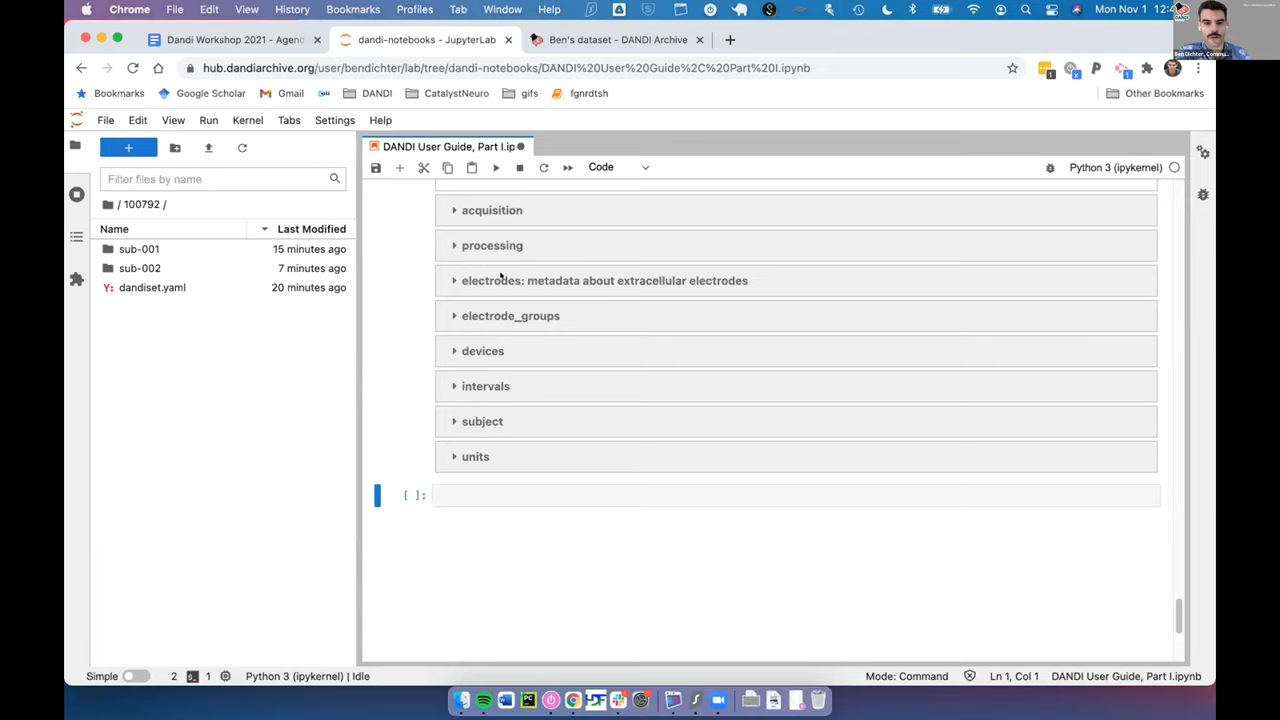 Chrome File Edit View History Bookmarks Profiles Tab Window Help
Mon Nov 1 12:4
Dandi Workshop 2021 - Agend
dandi-notebooks - JupyterLab
Ben's dataset - DANDI Archive
hub.dandiarchive.org/user/bendichter/lab/tree/dandi-notebooks/DANDI%20User%20Guide%2C%20Part%20I.ipynb
Bookmarks Google Scholar Gmail DANDI CatalystNeuro gifs fgnrdtsh Other Bookmarks
File Edit View Run Kernel Tabs Settings Help
DANDI User Guide, Part I.ip
Code
Python 3 (ipykernel)
Filter files by name
/ 100792 /
Name Last Modified
sub-001 15 minutes ago
sub-002 7 minutes ago
Y: dandiset.yaml 20 minutes ago
acquisition
processing
electrodes: metadata about extracellular electrodes
electrode_groups
devices
intervals
subject
units
[ ]:
Simple 2 1 Python 3 (ipykernel) | Idle Mode: Command Ln 1, Col 1 DANDI User Guide, Part I.ipynb